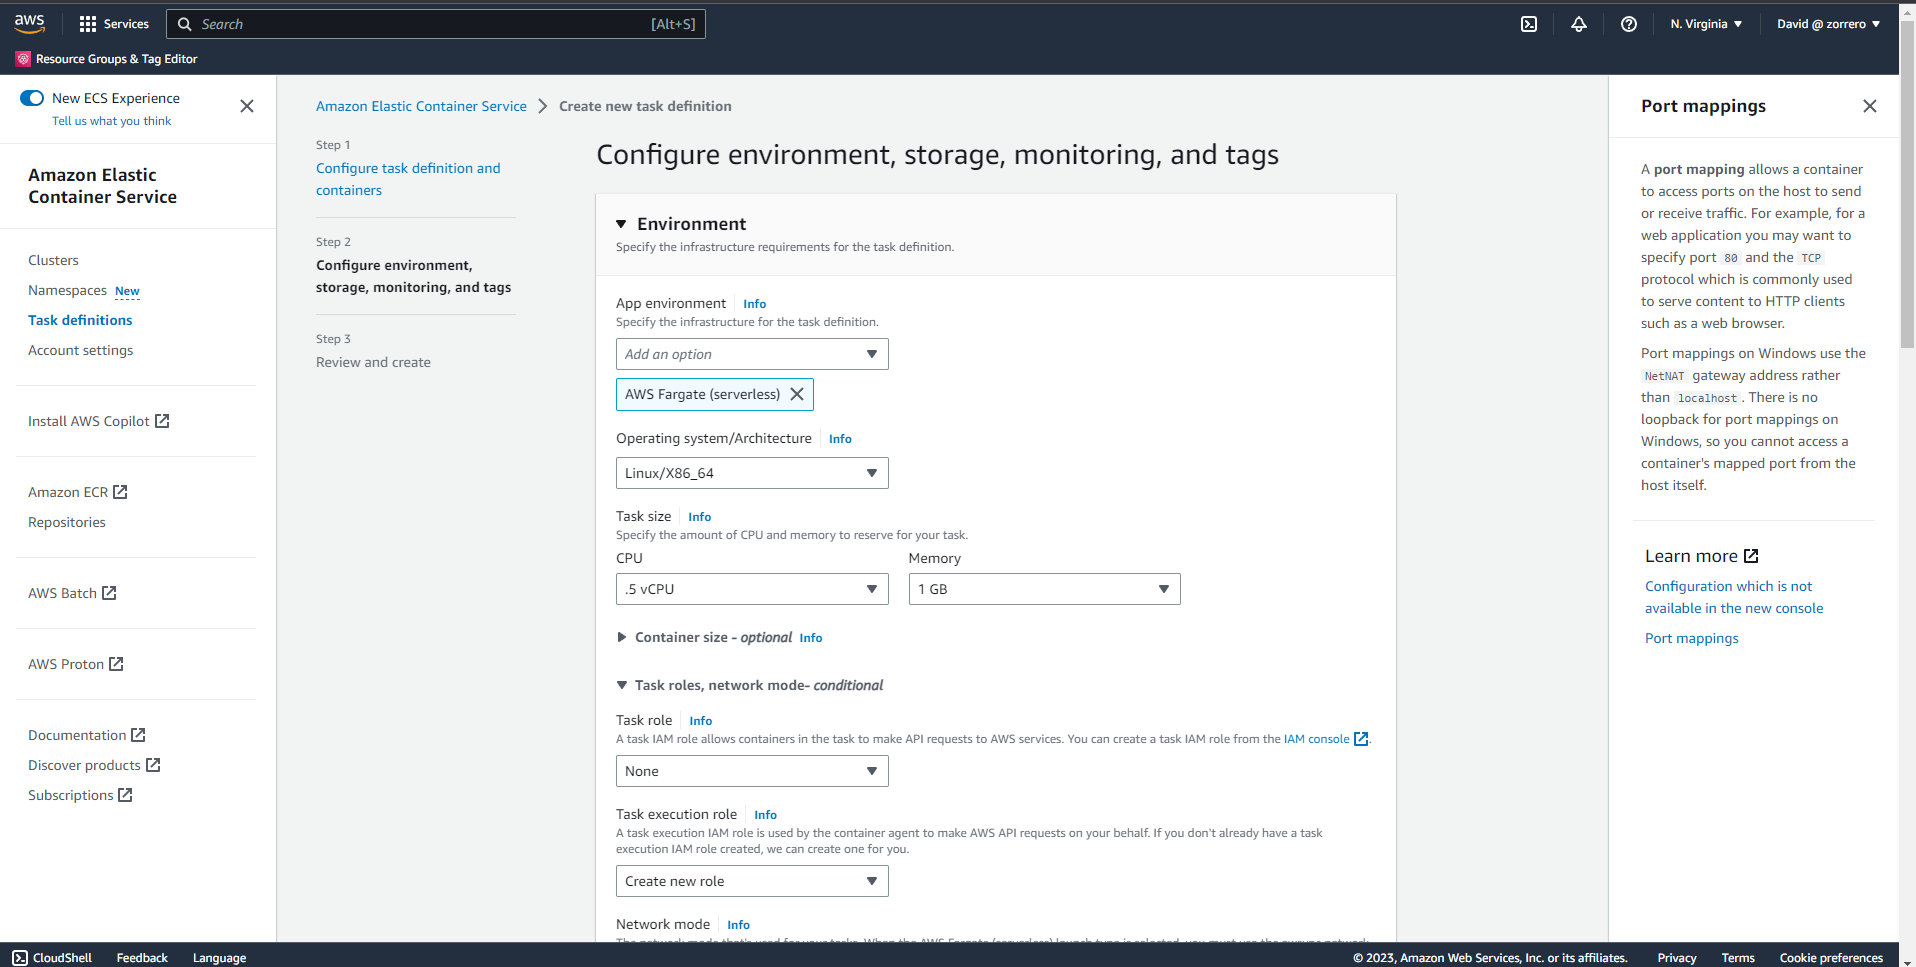 aws
Services
Search
[Alt+S]
N. Virginia
David @ zorrero
Resource Groups & Tag Editor
New ECS Experience
Tell us what you think
Amazon Elastic
Container Service
Clusters
Namespaces New
Task definitions
Account settings
Install AWS Copilot
Amazon ECR
Repositories
AWS Batch
AWS Proton
Documentation
Discover products
Subscriptions
Amazon Elastic Container Service > Create new task definition
Step 1
Configure task definition and
containers
Step 2
Configure environment,
storage, monitoring, and tags
Step 3
Review and create
Configure environment, storage, monitoring, and tags
Environment
Specify the infrastructure requirements for the task definition.
App environment Info
Specify the infrastructure for the task definition.
Add an option
AWS Fargate (serverless)
Operating system/Architecture Info
Linux/X86_64
Task size Info
Specify the amount of CPU and memory to reserve for your task.
CPU
Memory
.5 vCPU
1 GB
Container size - optional Info
Task roles, network mode- conditional
Task role Info
A task IAM role allows containers in the task to make API requests to AWS services. You can create a task IAM role from the IAM console.
None
Task execution role Info
A task execution IAM role is used by the container agent to make AWS API requests on your behalf. If you don't already have a task
execution IAM role created, we can create one for you.
Create new role
Network mode Info
Port mappings
A port mapping allows a container
to access ports on the host to send
or receive traffic. For example, for a
web application you may want to
specify port 80 and the TCP
protocol which is commonly used
to serve content to HTTP clients
such as a web browser.
Port mappings on Windows use the
NetNAT gateway address rather
than localhost. There is no
loopback for port mappings on
Windows, so you cannot access a
container's mapped port from the
host itself.
Learn more
Configuration which is not
available in the new console
Port mappings
CloudShell
Feedback
Language
© 2023, Amazon Web Services, Inc. or its affiliates.
Privacy
Terms
Cookie preferences